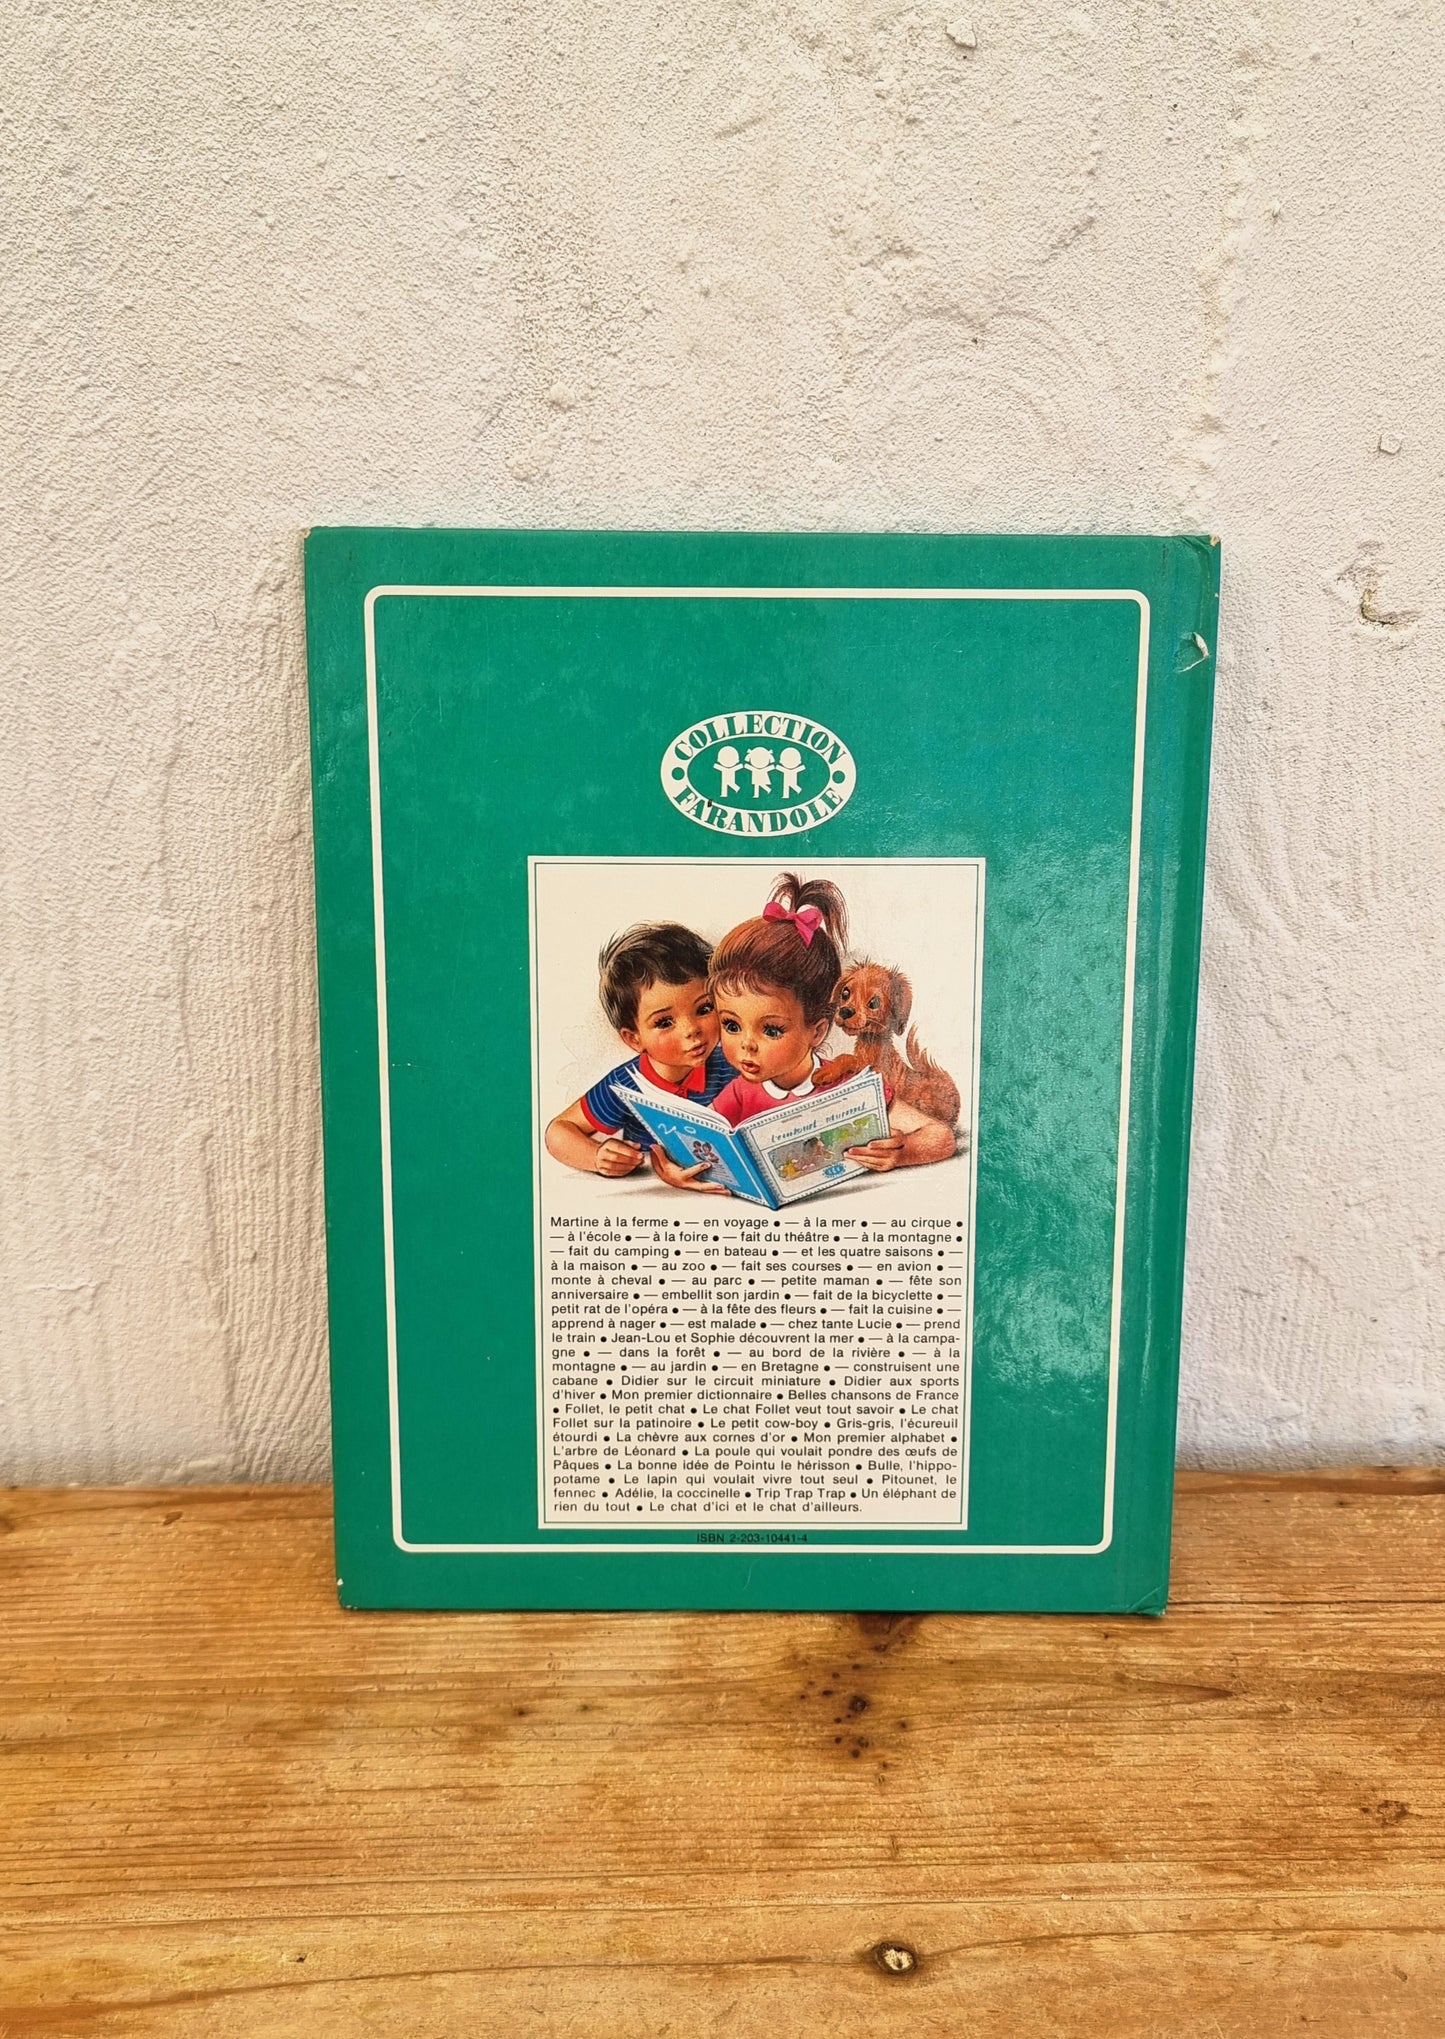 COLLECTION
FARANDOLE
Martine à la ferme ● — en voyage ● — à la mer ● — au cirque ●
— à l'école ● — à la foire ● — fait du théâtre ● — à la montagne ●
— fait du camping ● — en bateau ● — et les quatre saisons ● —
à la maison ● — au zoo ● — fait ses courses ● — en avion ● —
monte à cheval ● — au parc ● — petite maman ● — fête son
anniversaire ● — embellit son jardin ● — fait de la bicyclette ● —
petit rat de l'opéra ● — à la fête des fleurs ● — fait la cuisine ● —
apprend à nager ● — est malade ● — chez tante Lucie ● — prend
le train ● Jean-Lou et Sophie découvrent la mer ● — à la campa-
gne ● — dans la forêt ● — au bord de la rivière ● — à la
montagne ● — au jardin ● — en Bretagne ● — construisent une
cabane ● Didier sur le circuit miniature ● Didier aux sports
d'hiver ● Mon premier dictionnaire ● Belles chansons de France
● Follet, le petit chat ● Le chat Follet veut tout savoir ● Le chat
Follet sur la patinoire ● Le petit cow-boy ● Gris-gris, l'écureuil
étourdi ● La chèvre aux cornes d'or ● Mon premier alphabet ●
L'arbre de Léonard ● La poule qui voulait pondre des œufs de
Pâques ● La bonne idée de Pointu le hérisson ● Bulle, l'hippo-
potame ● Le lapin qui voulait vivre tout seul ● Pitounet, le
fennec ● Adélie, la coccinelle ● Trip Trap Trap ● Un éléphant de
rien du tout ● Le chat d'ici et le chat d'ailleurs.
ISBN 2-203-10441-4